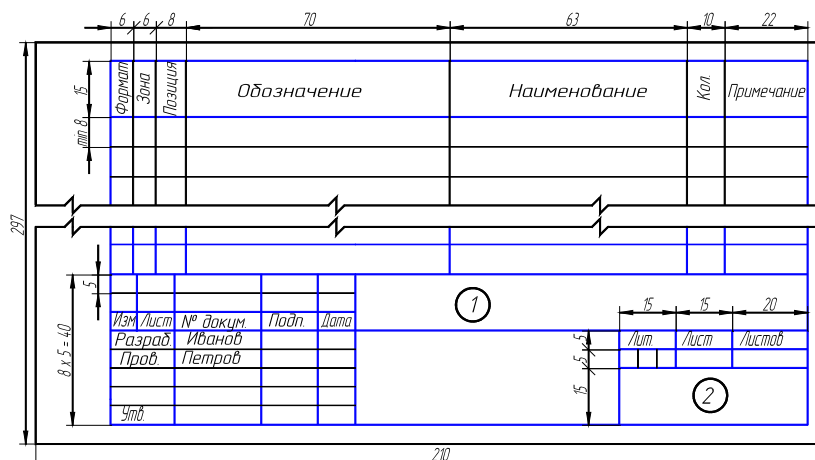 6 6 8 70 63 10 22
15 Формат Зона Позиция Обозначение Наименование Кол. Примечание
min 8
297
5
1
15 15 20
Изм Лист № докум. Подп. Дата
8 x 5 = 40
Разраб. Иванов
5 Лит. Лист Листов
Пров. Петров
5
15
2
Утв.
210